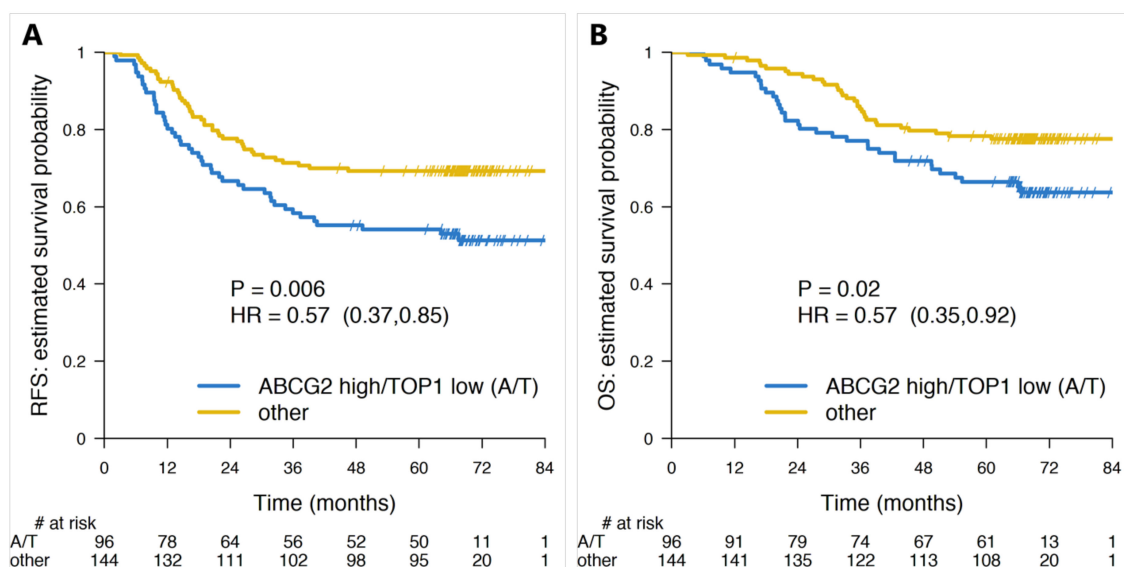 A
RFS: estimated survival probability
1
0.8
0.6
0.4
0.2
0
P = 0.006
HR = 0.57 (0.37,0.85)
ABCG2 high/TOP1 low (A/T)
other
0 12 24 36 48 60 72 84
Time (months)
# at risk
A/T 96 78 64 56 52 50 11 1
other 144 132 111 102 98 95 20 1
B
OS: estimated survival probability
1
0.8
0.6
0.4
0.2
0
P = 0.02
HR = 0.57 (0.35,0.92)
ABCG2 high/TOP1 low (A/T)
other
0 12 24 36 48 60 72 84
Time (months)
# at risk
A/T 96 91 79 74 67 61 13 1
other 144 141 135 122 113 108 20 1